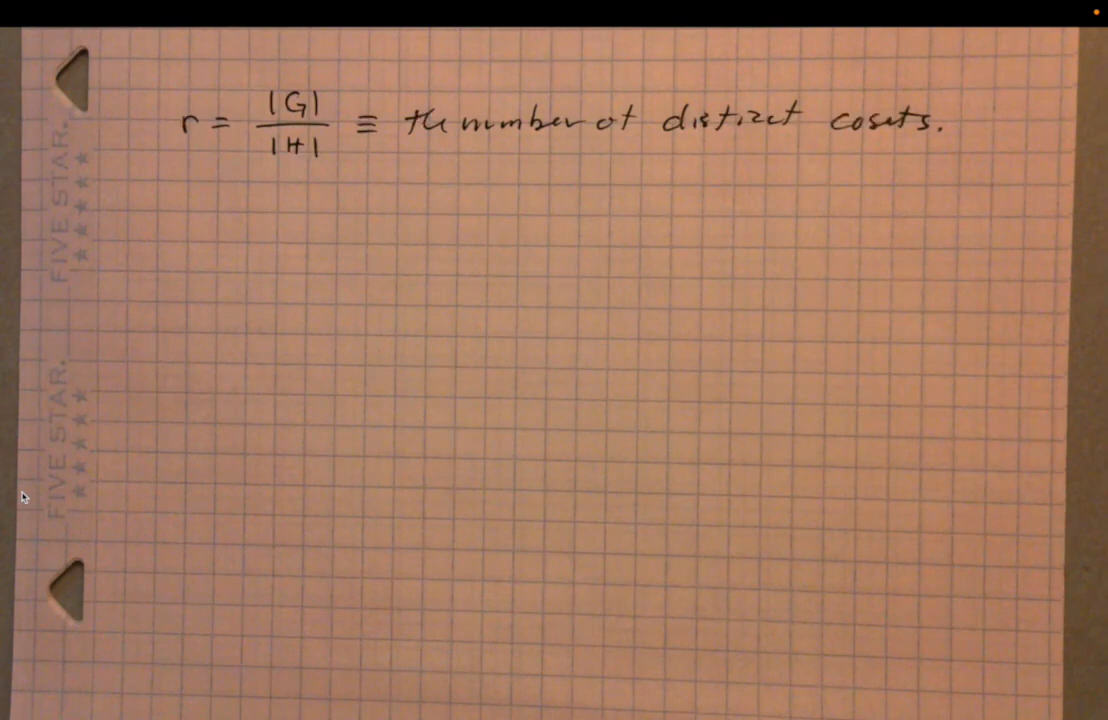 r = |G| / |H| ≡ the number of distinct cosets.
FIVE STAR.
★★★★★
FIVE STAR.
★★★★★